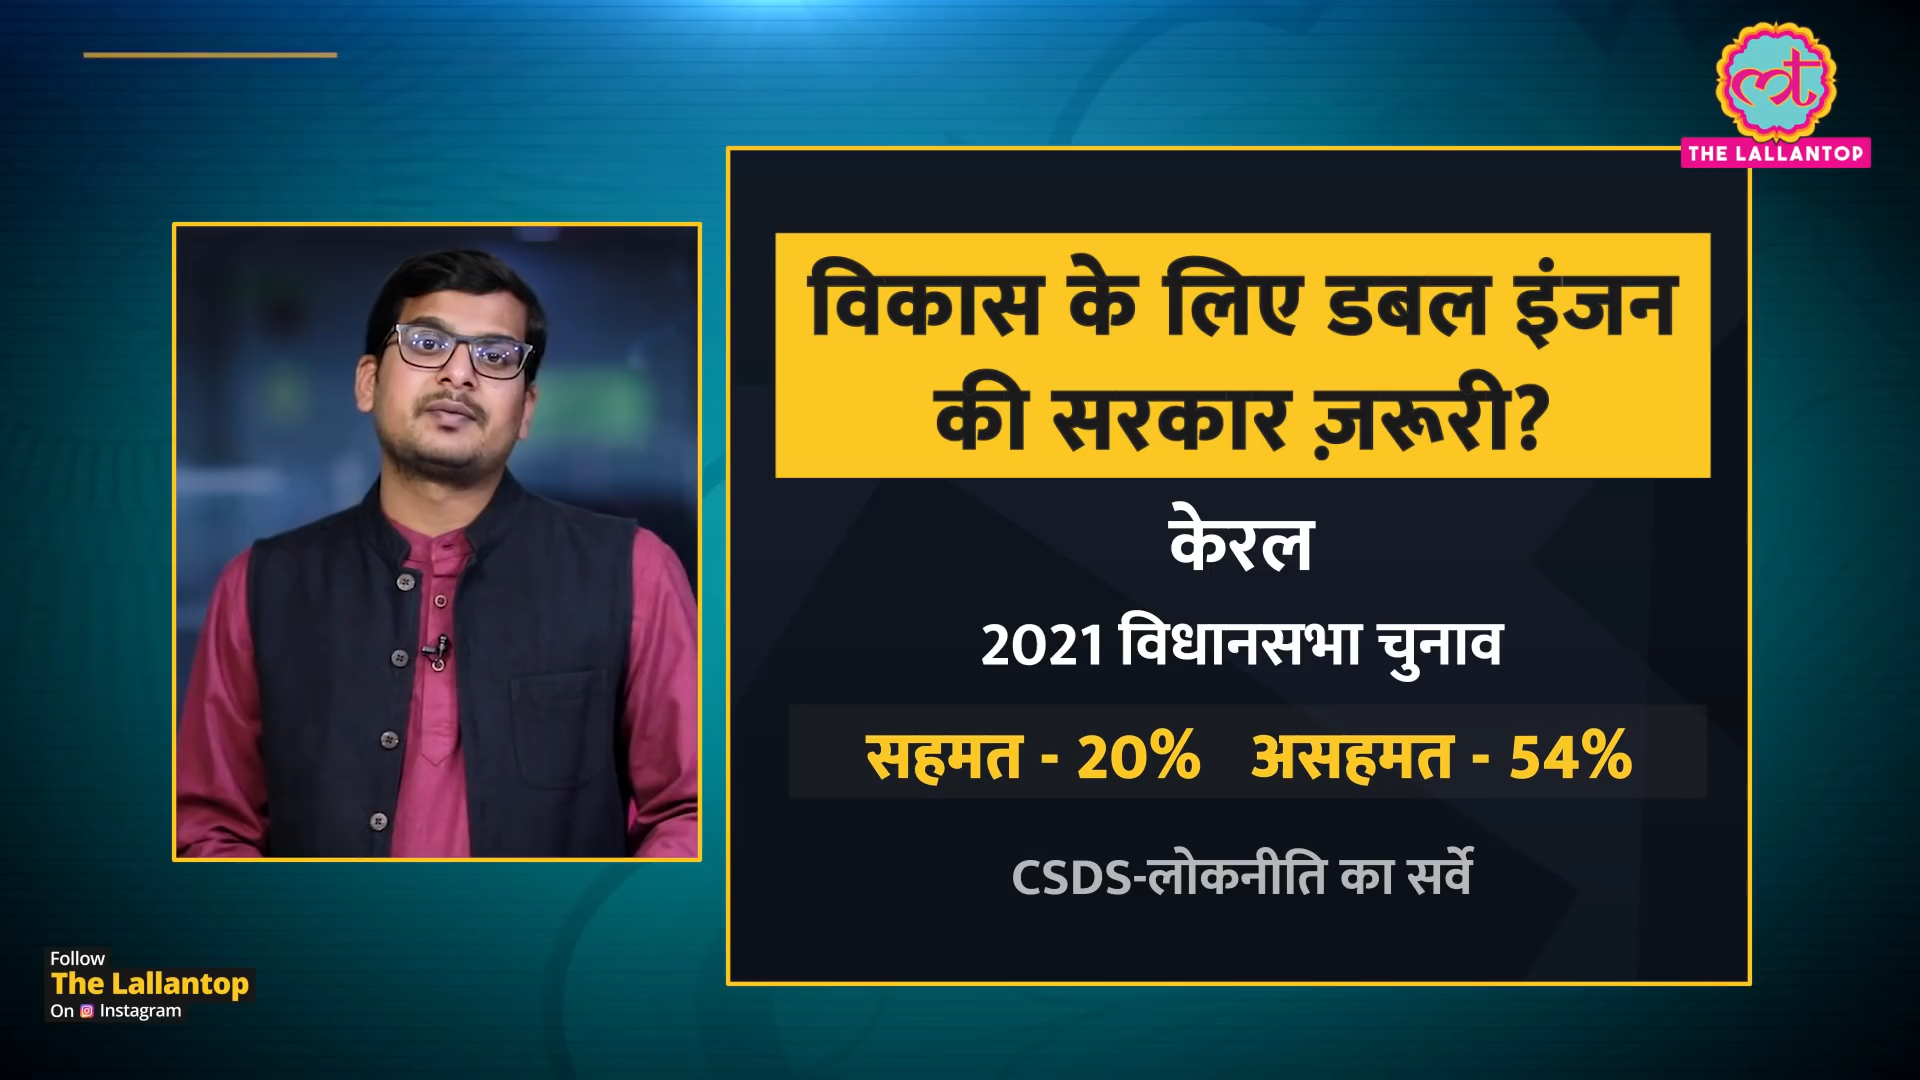 THE LALLANTOP
विकास के लिए डबल इंजन
की सरकार ज़रूरी?
केरल
2021 विधानसभा चुनाव
सहमत - 20% असहमत - 54%
CSDS-लोकनीति का सर्वे
Follow
The Lallantop
On Instagram